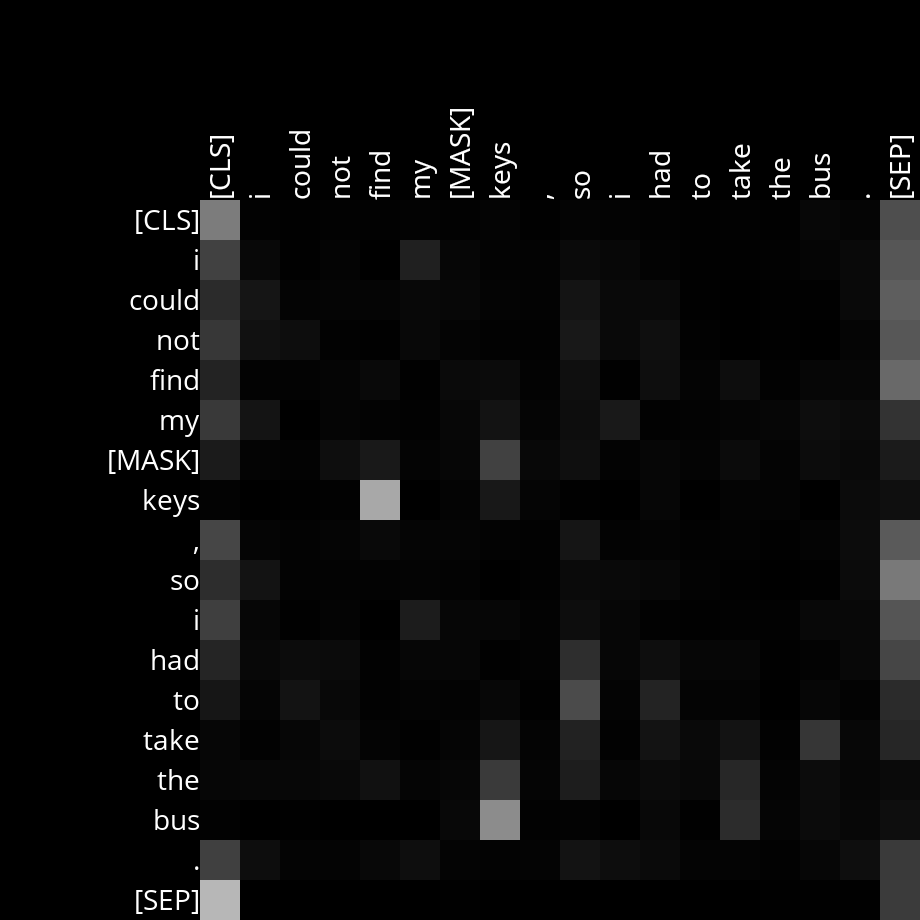 [CLS] i could not find my [MASK] keys , so i had to take the bus . [SEP]
[CLS]
i
could
not
find
my
[MASK]
keys
,
so
i
had
to
take
the
bus
.
[SEP]